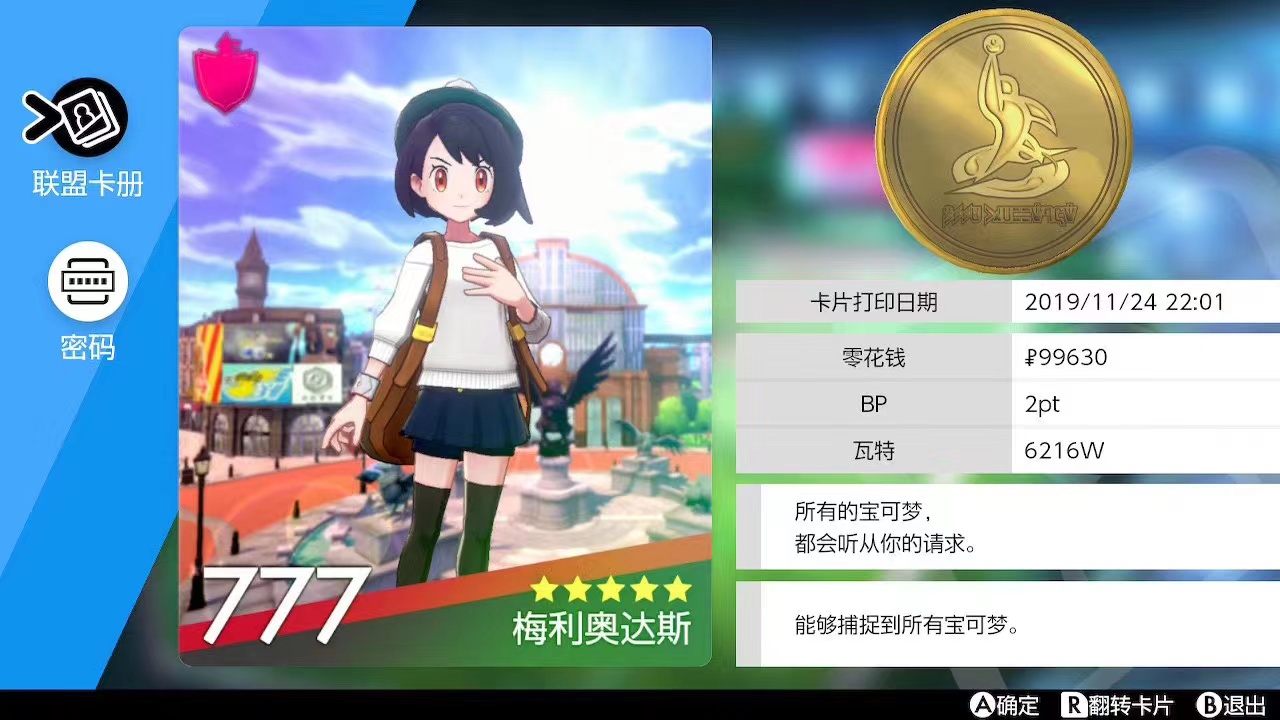 联盟卡册
密码
777
梅利奥达斯
卡片打印日期 2019/11/24 22:01
零花钱 ₽99630
BP 2pt
瓦特 6216W
所有的宝可梦，
都会听从你的请求。
能够捕捉到所有宝可梦。
A确定 R翻转卡片 B退出